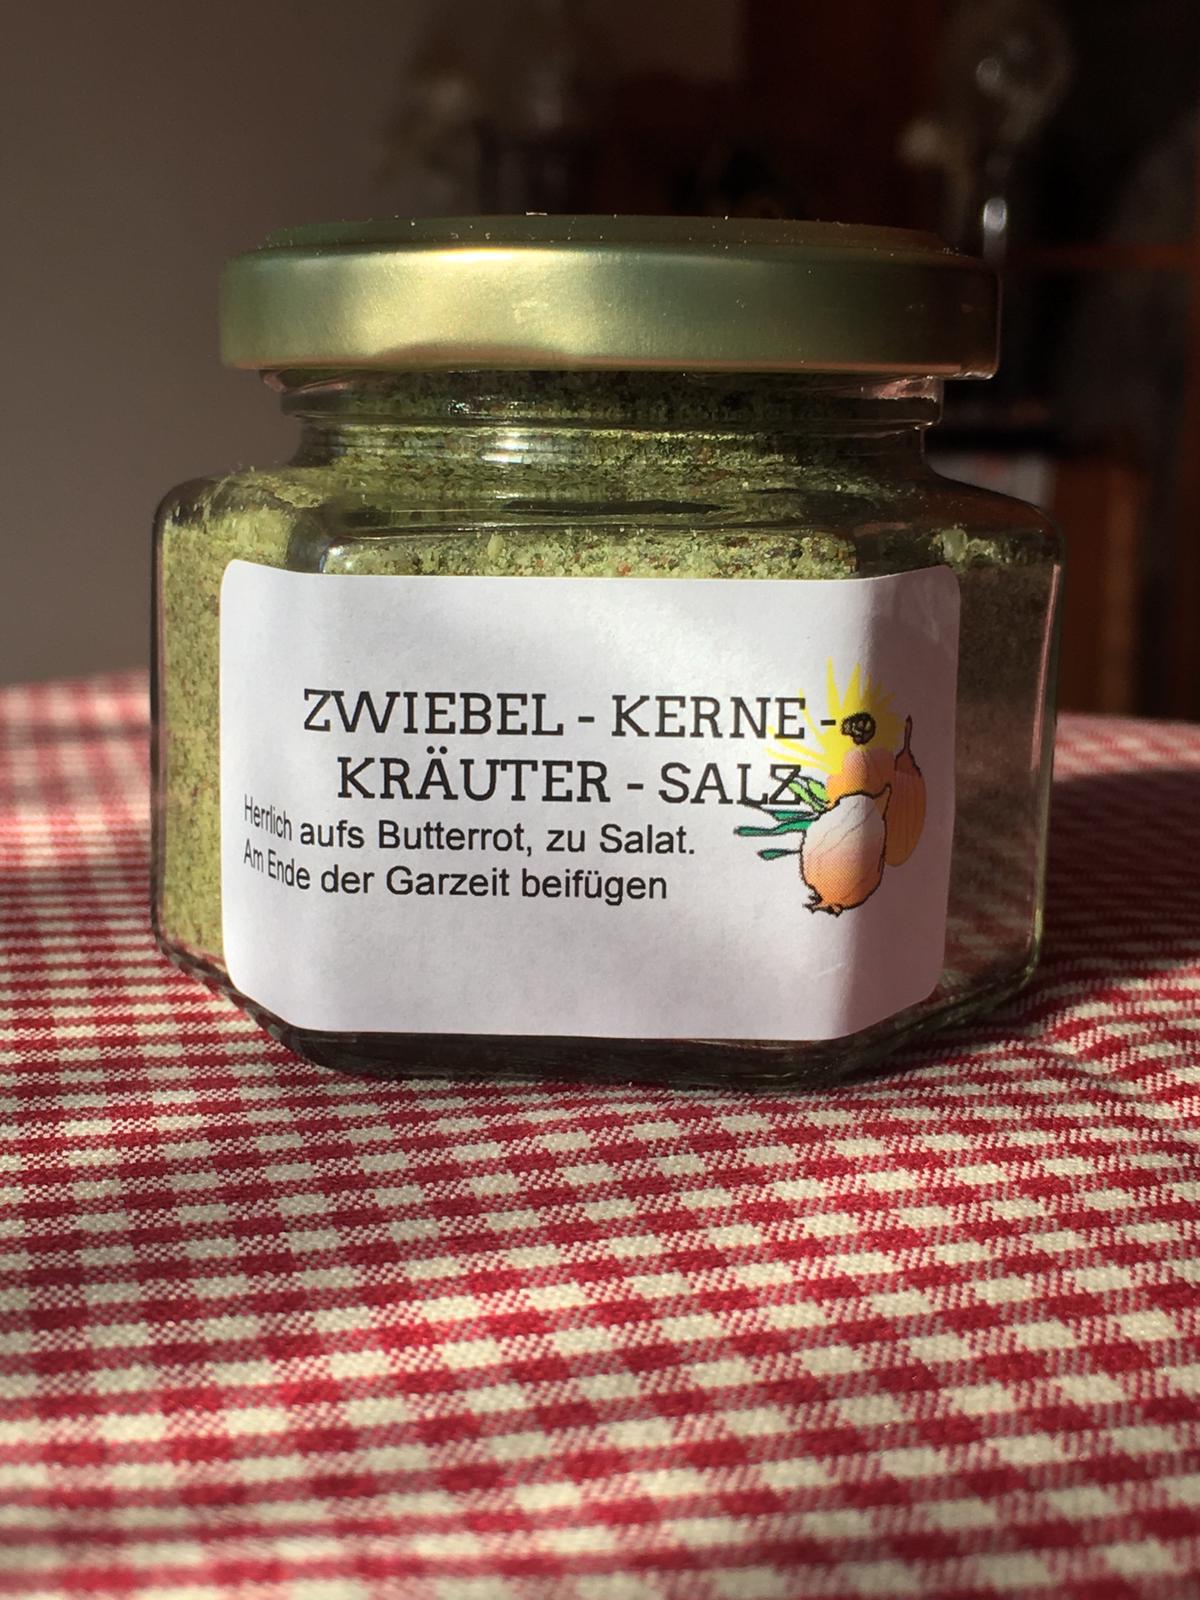 ZWIEBEL - KERNE -
KRÄUTER - SALZ
Herrlich aufs Butterrot, zu Salat.
Am Ende der Garzeit beifügen